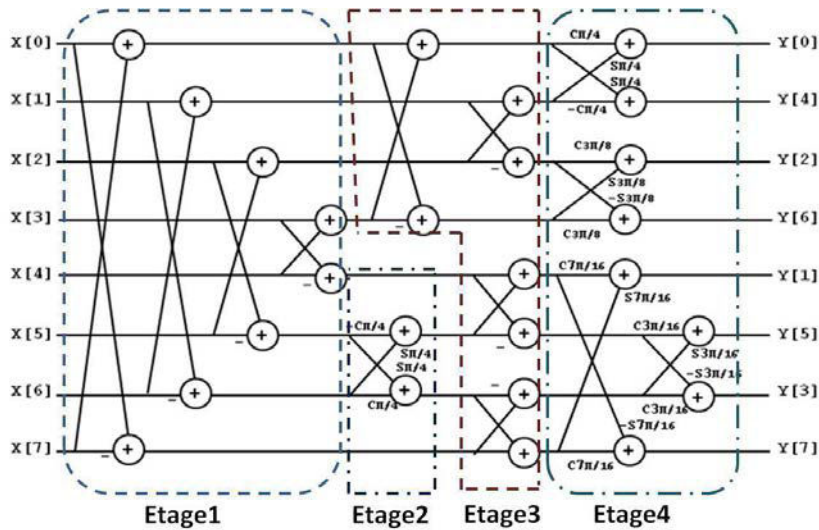 X[0] + + Cπ/4 + Y[0]
Sπ/4
Sπ/4
X[1] + + -Cπ/4 + Y[4]
X[2] + - + C3π/8 + Y[2]
S3π/8
-S3π/8
X[3] + - + C3π/8 + Y[6]
X[4] - + + C7π/16 + Y[1]
S7π/16
X[5] - + -Cπ/4 + - + C3π/16 + Y[5]
Sπ/4
S3π/16
Sπ/4
-S3π/16
X[6] - + Cπ/4 + - + C3π/16 + Y[3]
-S7π/16
X[7] - + + C7π/16 + Y[7]
Etage1 Etage2 Etage3 Etage4